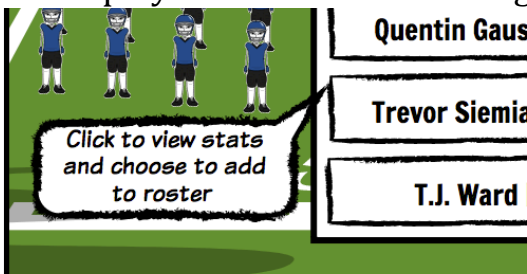 Quentin Gaus
Trevor Siemia
Click to view stats
and choose to add
to roster
T.J. Ward